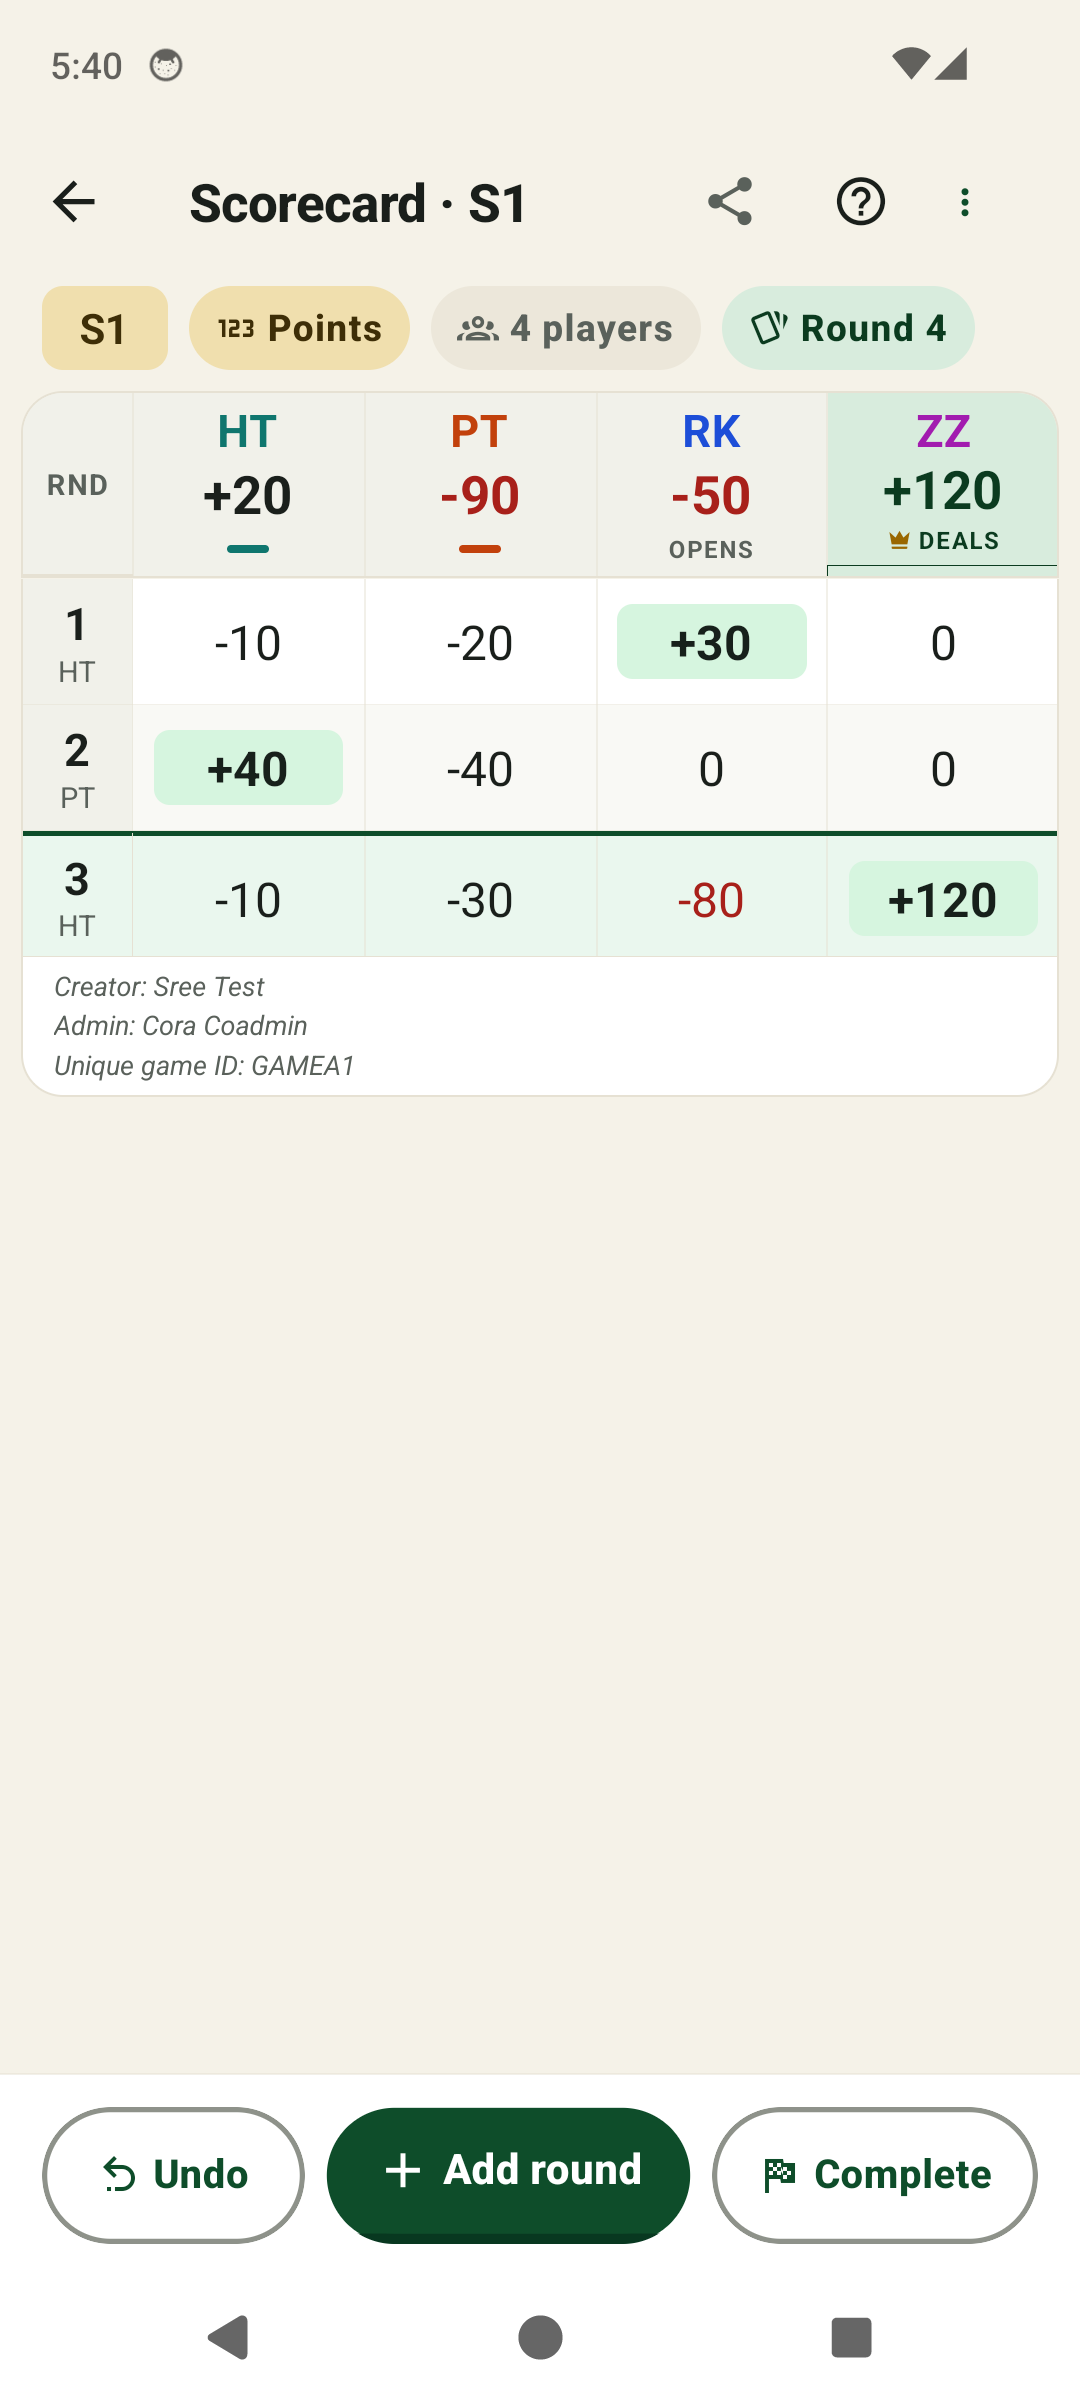 5:40
Scorecard · S1
S1
123 Points
4 players
Round 4
RND
HT
PT
RK
ZZ
+20
-90
-50
+120
OPENS
DEALS
1
HT
-10
-20
+30
0
2
PT
+40
-40
0
0
3
HT
-10
-30
-80
+120
Creator: Sree Test
Admin: Cora Coadmin
Unique game ID: GAMEA1
Undo
Add round
Complete